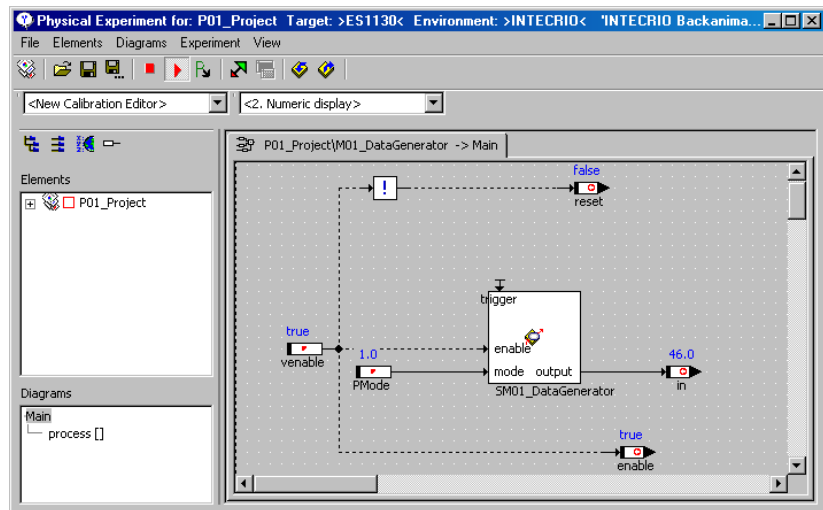 Physical Experiment for: P01_Project Target: >ES1130< Environment: >INTECRIO< 'INTECRIO Backanima...
File Elements Diagrams Experiment View
<New Calibration Editor> <2. Numeric display>
P01_Project\M01_DataGenerator -> Main
Elements
P01_Project
false
!
reset
trigger
true
enable
venable
1.0
46.0
mode output
PMode
in
SM01_DataGenerator
Diagrams
Main
process []
true
enable